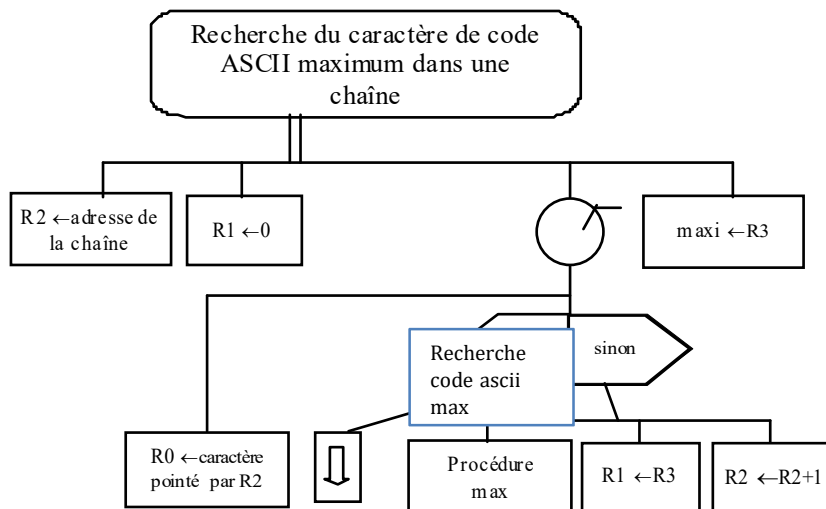 Recherche du caractère de code
ASCII maximum dans une
chaîne
R2 ←adresse de
la chaîne
R1 ←0
maxi ←R3
Recherche
code ascii
max
sinon
R0 ←caractère
pointé par R2
Procédure
max
R1 ←R3
R2 ←R2+1